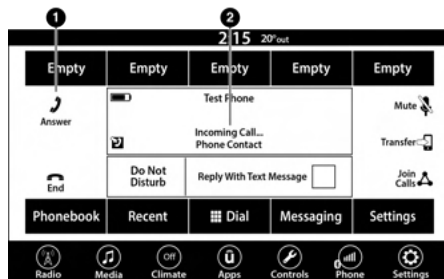 1 2
2 15 20°out
Empty Empty Empty Empty Empty
Answer Test Phone Mute
Incoming Call... Transfer
Phone Contact
End Do Not Disturb Reply With Text Message Join Calls
Phonebook Recent Dial Messaging Settings
Off ū
Radio Media Climate Apps Controls Phone Settings